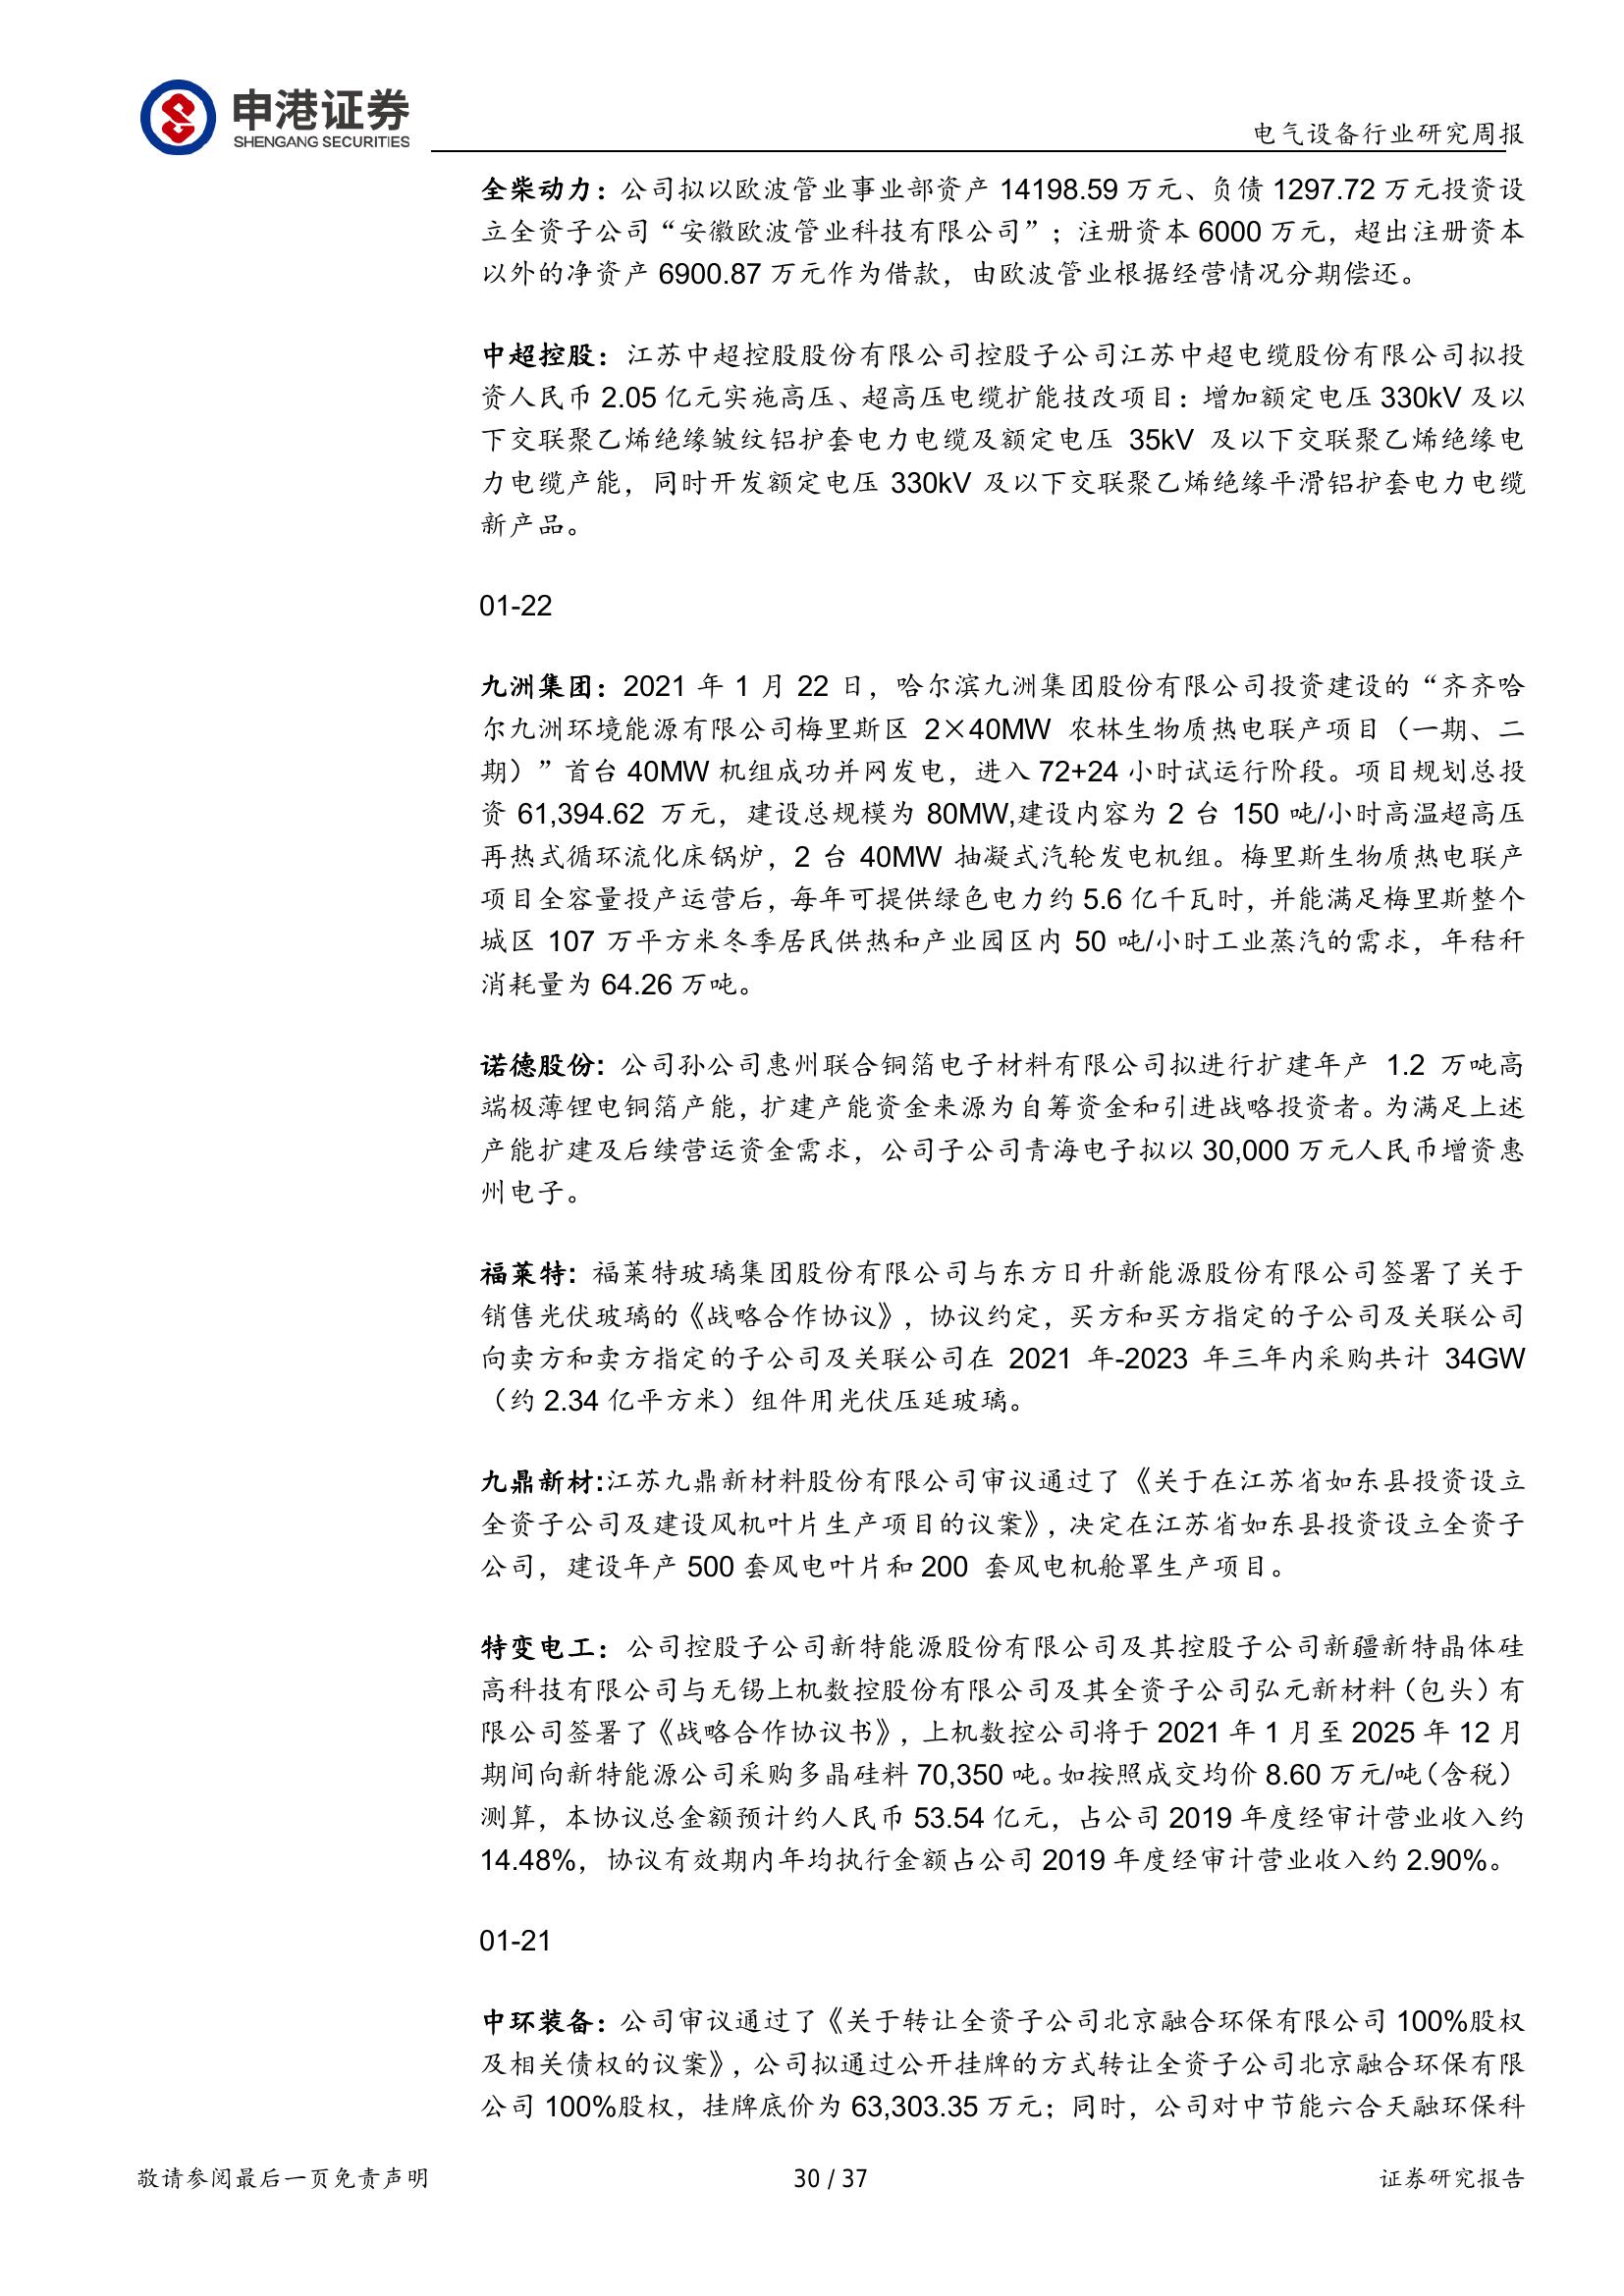 申港证券
SHENGANG SECURITIES
电气设备行业研究周报
全柴动力：公司拟以欧波管业事业部资产 14198.59 万元、负债 1297.72 万元投资设
立全资子公司“安徽欧波管业科技有限公司”；注册资本 6000 万元，超出注册资本
以外的净资产 6900.87 万元作为借款，由欧波管业根据经营情况分期偿还。
中超控股：江苏中超控股股份有限公司控股子公司江苏中超电缆股份有限公司拟投
资人民币 2.05 亿元实施高压、超高压电缆扩能技改项目：增加额定电压 330kV 及以
下交联聚乙烯绝缘皱纹铝护套电力电缆及额定电压 35kV 及以下交联聚乙烯绝缘电
力电缆产能，同时开发额定电压 330kV 及以下交联聚乙烯绝缘平滑铝护套电力电缆
新产品。
01-22
九洲集团：2021 年 1 月 22 日，哈尔滨九洲集团股份有限公司投资建设的“齐齐哈
尔九洲环境能源有限公司梅里斯区 2×40MW 农林生物质热电联产项目（一期、二
期）”首台 40MW 机组成功并网发电，进入 72+24 小时试运行阶段。项目规划总投
资 61,394.62 万元，建设总规模为 80MW,建设内容为 2 台 150 吨/小时高温超高压
再热式循环流化床锅炉，2 台 40MW 抽凝式汽轮发电机组。梅里斯生物质热电联产
项目全容量投产运营后，每年可提供绿色电力约 5.6 亿千瓦时，并能满足梅里斯整个
城区 107 万平方米冬季居民供热和产业园区内 50 吨/小时工业蒸汽的需求，年秸秆
消耗量为 64.26 万吨。
诺德股份: 公司孙公司惠州联合铜箔电子材料有限公司拟进行扩建年产 1.2 万吨高
端极薄锂电铜箔产能，扩建产能资金来源为自筹资金和引进战略投资者。为满足上述
产能扩建及后续营运资金需求，公司子公司青海电子拟以 30,000 万元人民币增资惠
州电子。
福莱特: 福莱特玻璃集团股份有限公司与东方日升新能源股份有限公司签署了关于
销售光伏玻璃的《战略合作协议》，协议约定，买方和买方指定的子公司及关联公司
向卖方和卖方指定的子公司及关联公司在 2021 年-2023 年三年内采购共计 34GW
（约 2.34 亿平方米）组件用光伏压延玻璃。
九鼎新材:江苏九鼎新材料股份有限公司审议通过了《关于在江苏省如东县投资设立
全资子公司及建设风机叶片生产项目的议案》，决定在江苏省如东县投资设立全资子
公司，建设年产 500 套风电叶片和 200 套风电机舱罩生产项目。
特变电工：公司控股子公司新特能源股份有限公司及其控股子公司新疆新特晶体硅
高科技有限公司与无锡上机数控股份有限公司及其全资子公司弘元新材料（包头）有
限公司签署了《战略合作协议书》，上机数控公司将于 2021 年 1 月至 2025 年 12 月
期间向新特能源公司采购多晶硅料 70,350 吨。如按照成交均价 8.60 万元/吨（含税）
测算，本协议总金额预计约人民币 53.54 亿元，占公司 2019 年度经审计营业收入约
14.48%，协议有效期内年均执行金额占公司 2019 年度经审计营业收入约 2.90%。
01-21
中环装备：公司审议通过了《关于转让全资子公司北京融合环保有限公司 100%股权
及相关债权的议案》，公司拟通过公开挂牌的方式转让全资子公司北京融合环保有限
公司 100%股权，挂牌底价为 63,303.35 万元；同时，公司对中节能六合天融环保科
敬请参阅最后一页免责声明
30 / 37
证券研究报告